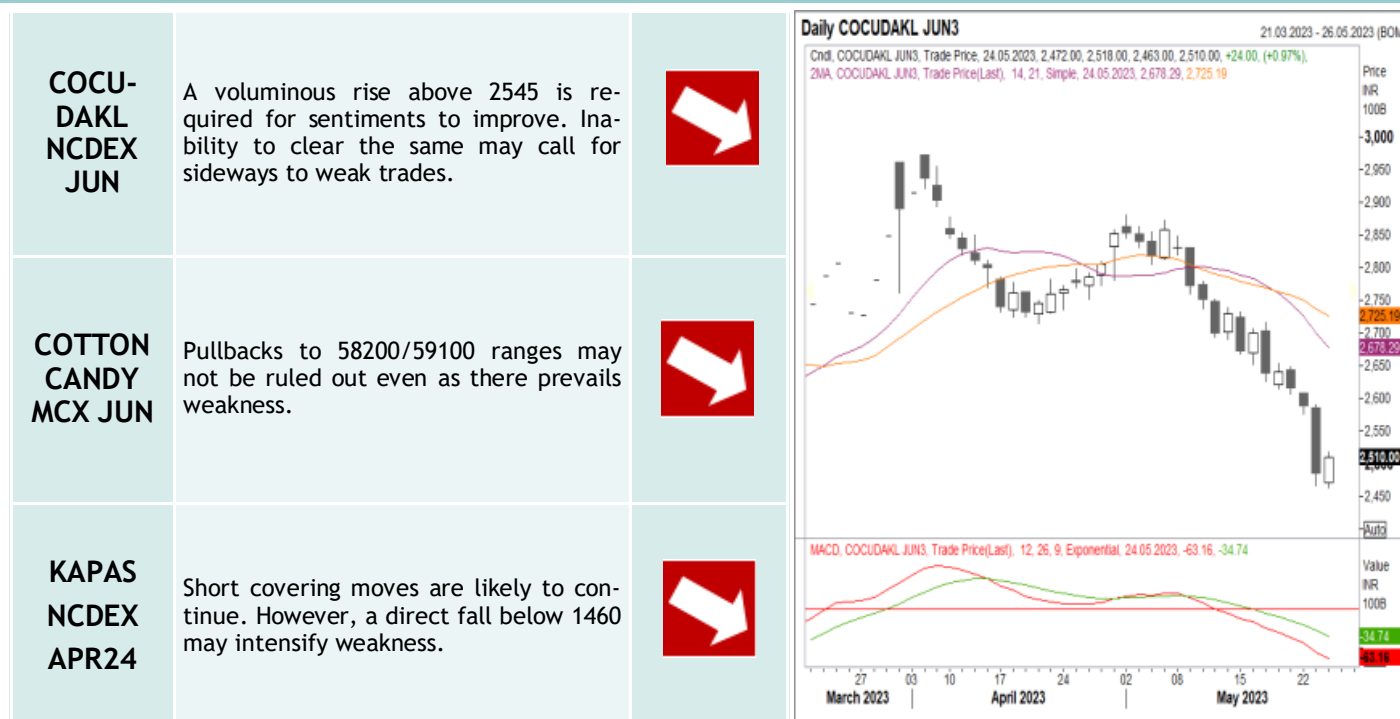 COCU-
DAKL
NCDEX
JUN
A voluminous rise above 2545 is re-
quired for sentiments to improve. Ina-
bility to clear the same may call for
sideways to weak trades.
COTTON
CANDY
MCX JUN
Pullbacks to 58200/59100 ranges may
not be ruled out even as there prevails
weakness.
KAPAS
NCDEX
APR24
Short covering moves are likely to con-
tinue. However, a direct fall below 1460
may intensify weakness.
Daily COCUDAKL JUN3
21.03.2023 - 26.05.2023 (BOM
Cndl, COCUDAKL JUN3, Trade Price, 24.05.2023, 2,472.00, 2,518.00, 2,463.00, 2,510.00, +24.00, (+0.97%),
2MA, COCUDAKL JUN3, Trade Price(Last), 14, 21, Simple, 24.05.2023, 2,678.29, 2,725.19
Price
INR
100B
3,000
2,950
2,900
2,850
2,800
2,750
2,725.19
2,700
2,678.29
2,650
2,600
2,550
2,510.00
2,450
Auto
MACD, COCUDAKL JUN3, Trade Price(Last), 12, 26, 9, Exponential, 24.05.2023, -63.16, -34.74
Value
INR
100B
-34.74
-63.16
27 03 10 17 24 02 08 15 22
March 2023 April 2023 May 2023